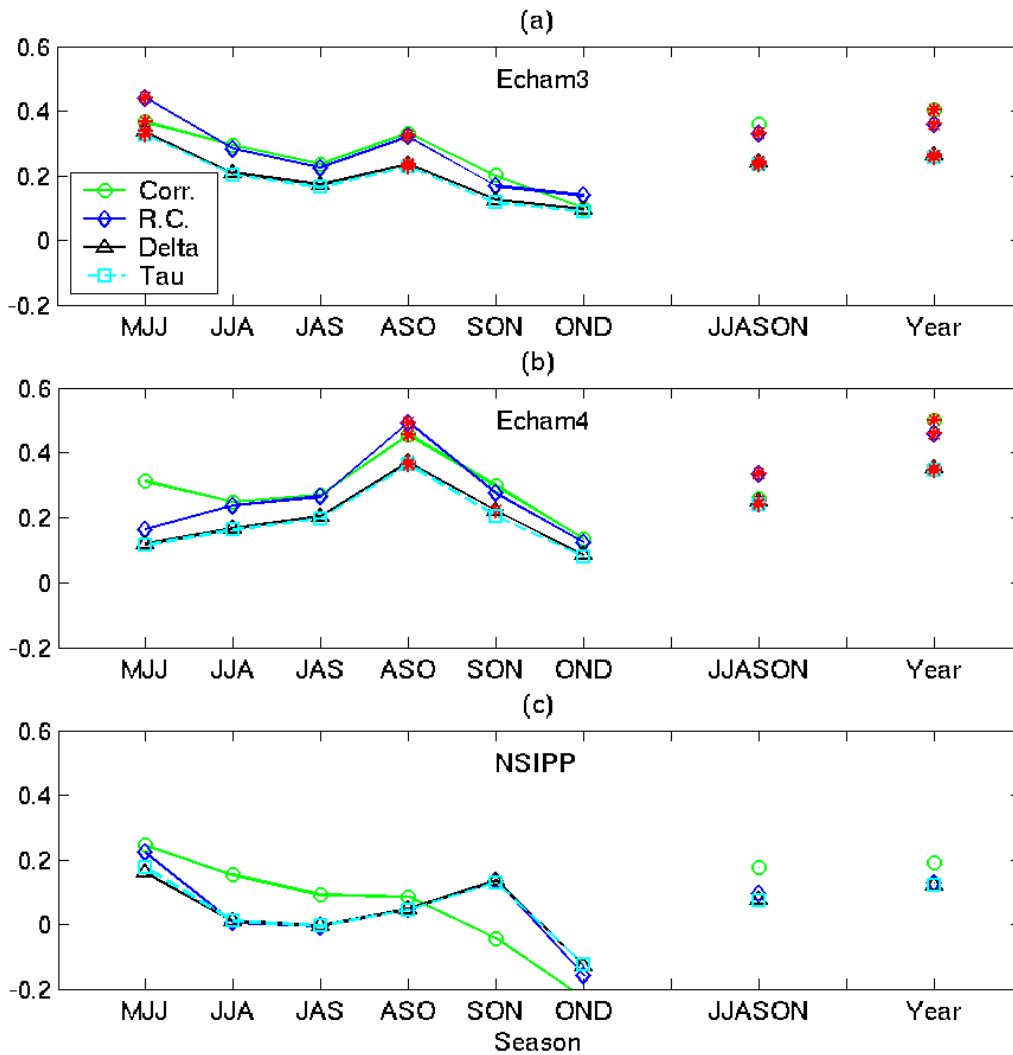 (a)
0.6
Echam3
0.4
0.2
0
-0.2
Corr.
R.C.
Delta
Tau
MJJ JJA JAS ASO SON OND JJASON Year
(b)
0.6
Echam4
0.4
0.2
0
-0.2
MJJ JJA JAS ASO SON OND JJASON Year
(c)
0.6
NSIPP
0.4
0.2
0
-0.2
MJJ JJA JAS ASO SON OND JJASON Year
Season